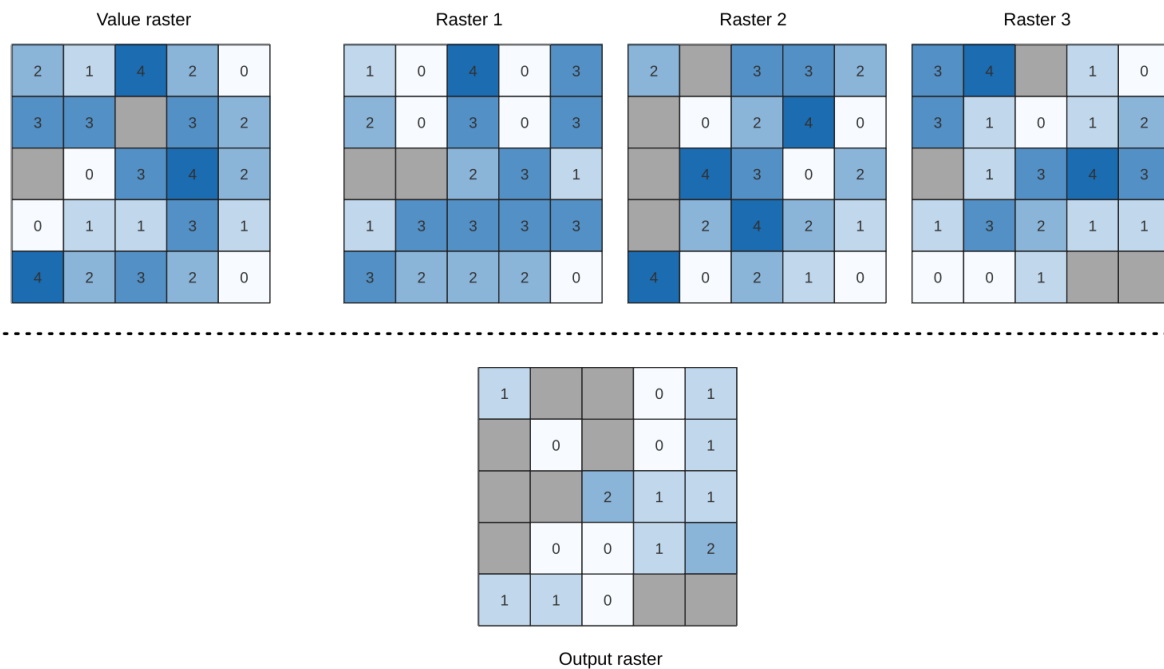 Value raster Raster 1 Raster 2 Raster 3
2 1 4 2 0 1 0 4 0 3 2 3 3 2 3 4 1 0
3 3 3 2 2 0 3 0 3 0 2 4 0 3 1 0 1 2
0 3 4 2 2 3 1 4 3 0 2 1 3 4 3
0 1 1 3 1 1 3 3 3 3 2 4 2 1 1 3 2 1 1
4 2 3 2 0 3 2 2 2 0 4 0 2 1 0 0 0 1
1 0 1
0 0 1
2 1 1
0 0 1 2
1 1 0
Output raster